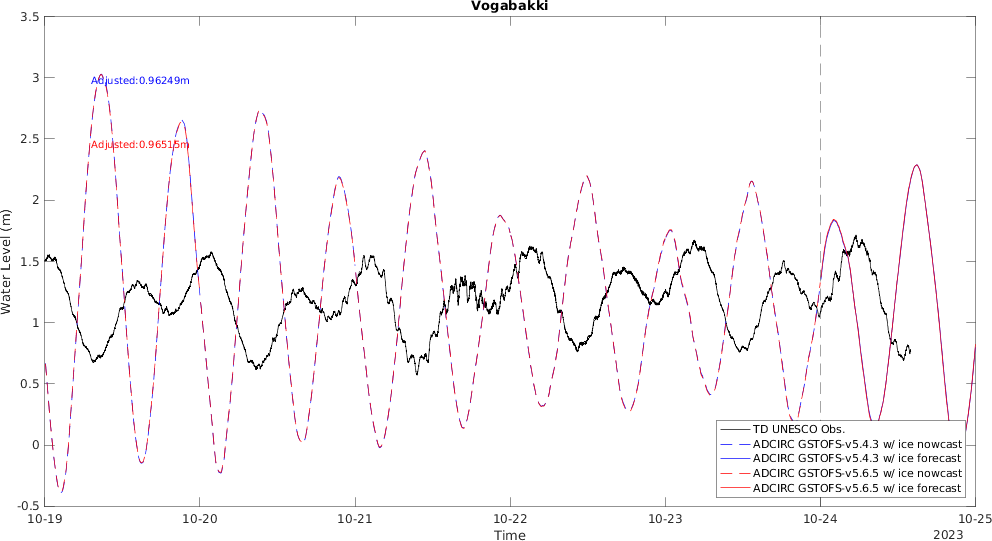 Vogabakki
3.5
3
2.5
2
1.5
1
0.5
0
-0.5
Water Level (m)
Adjusted:0.96249m
Adjusted:0.96515m
TD UNESCO Obs.
ADCIRC GSTOFS-v5.4.3 w/ ice nowcast
ADCIRC GSTOFS-v5.4.3 w/ ice forecast
ADCIRC GSTOFS-v5.6.5 w/ ice nowcast
ADCIRC GSTOFS-v5.6.5 w/ ice forecast
10-19 10-20 10-21 10-22 10-23 10-24 10-25
Time
2023